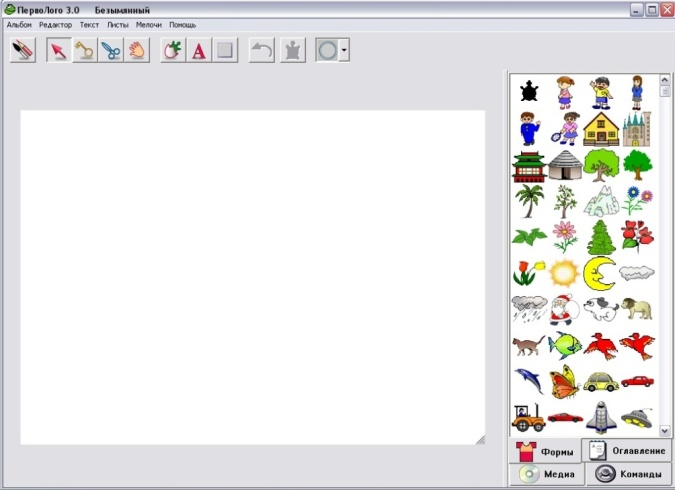 ПервоЛого 3.0 Безымянный
Альбом Редактор Текст Листы Мелочи Помощь
A
Формы Оглавление
Медиа Команды